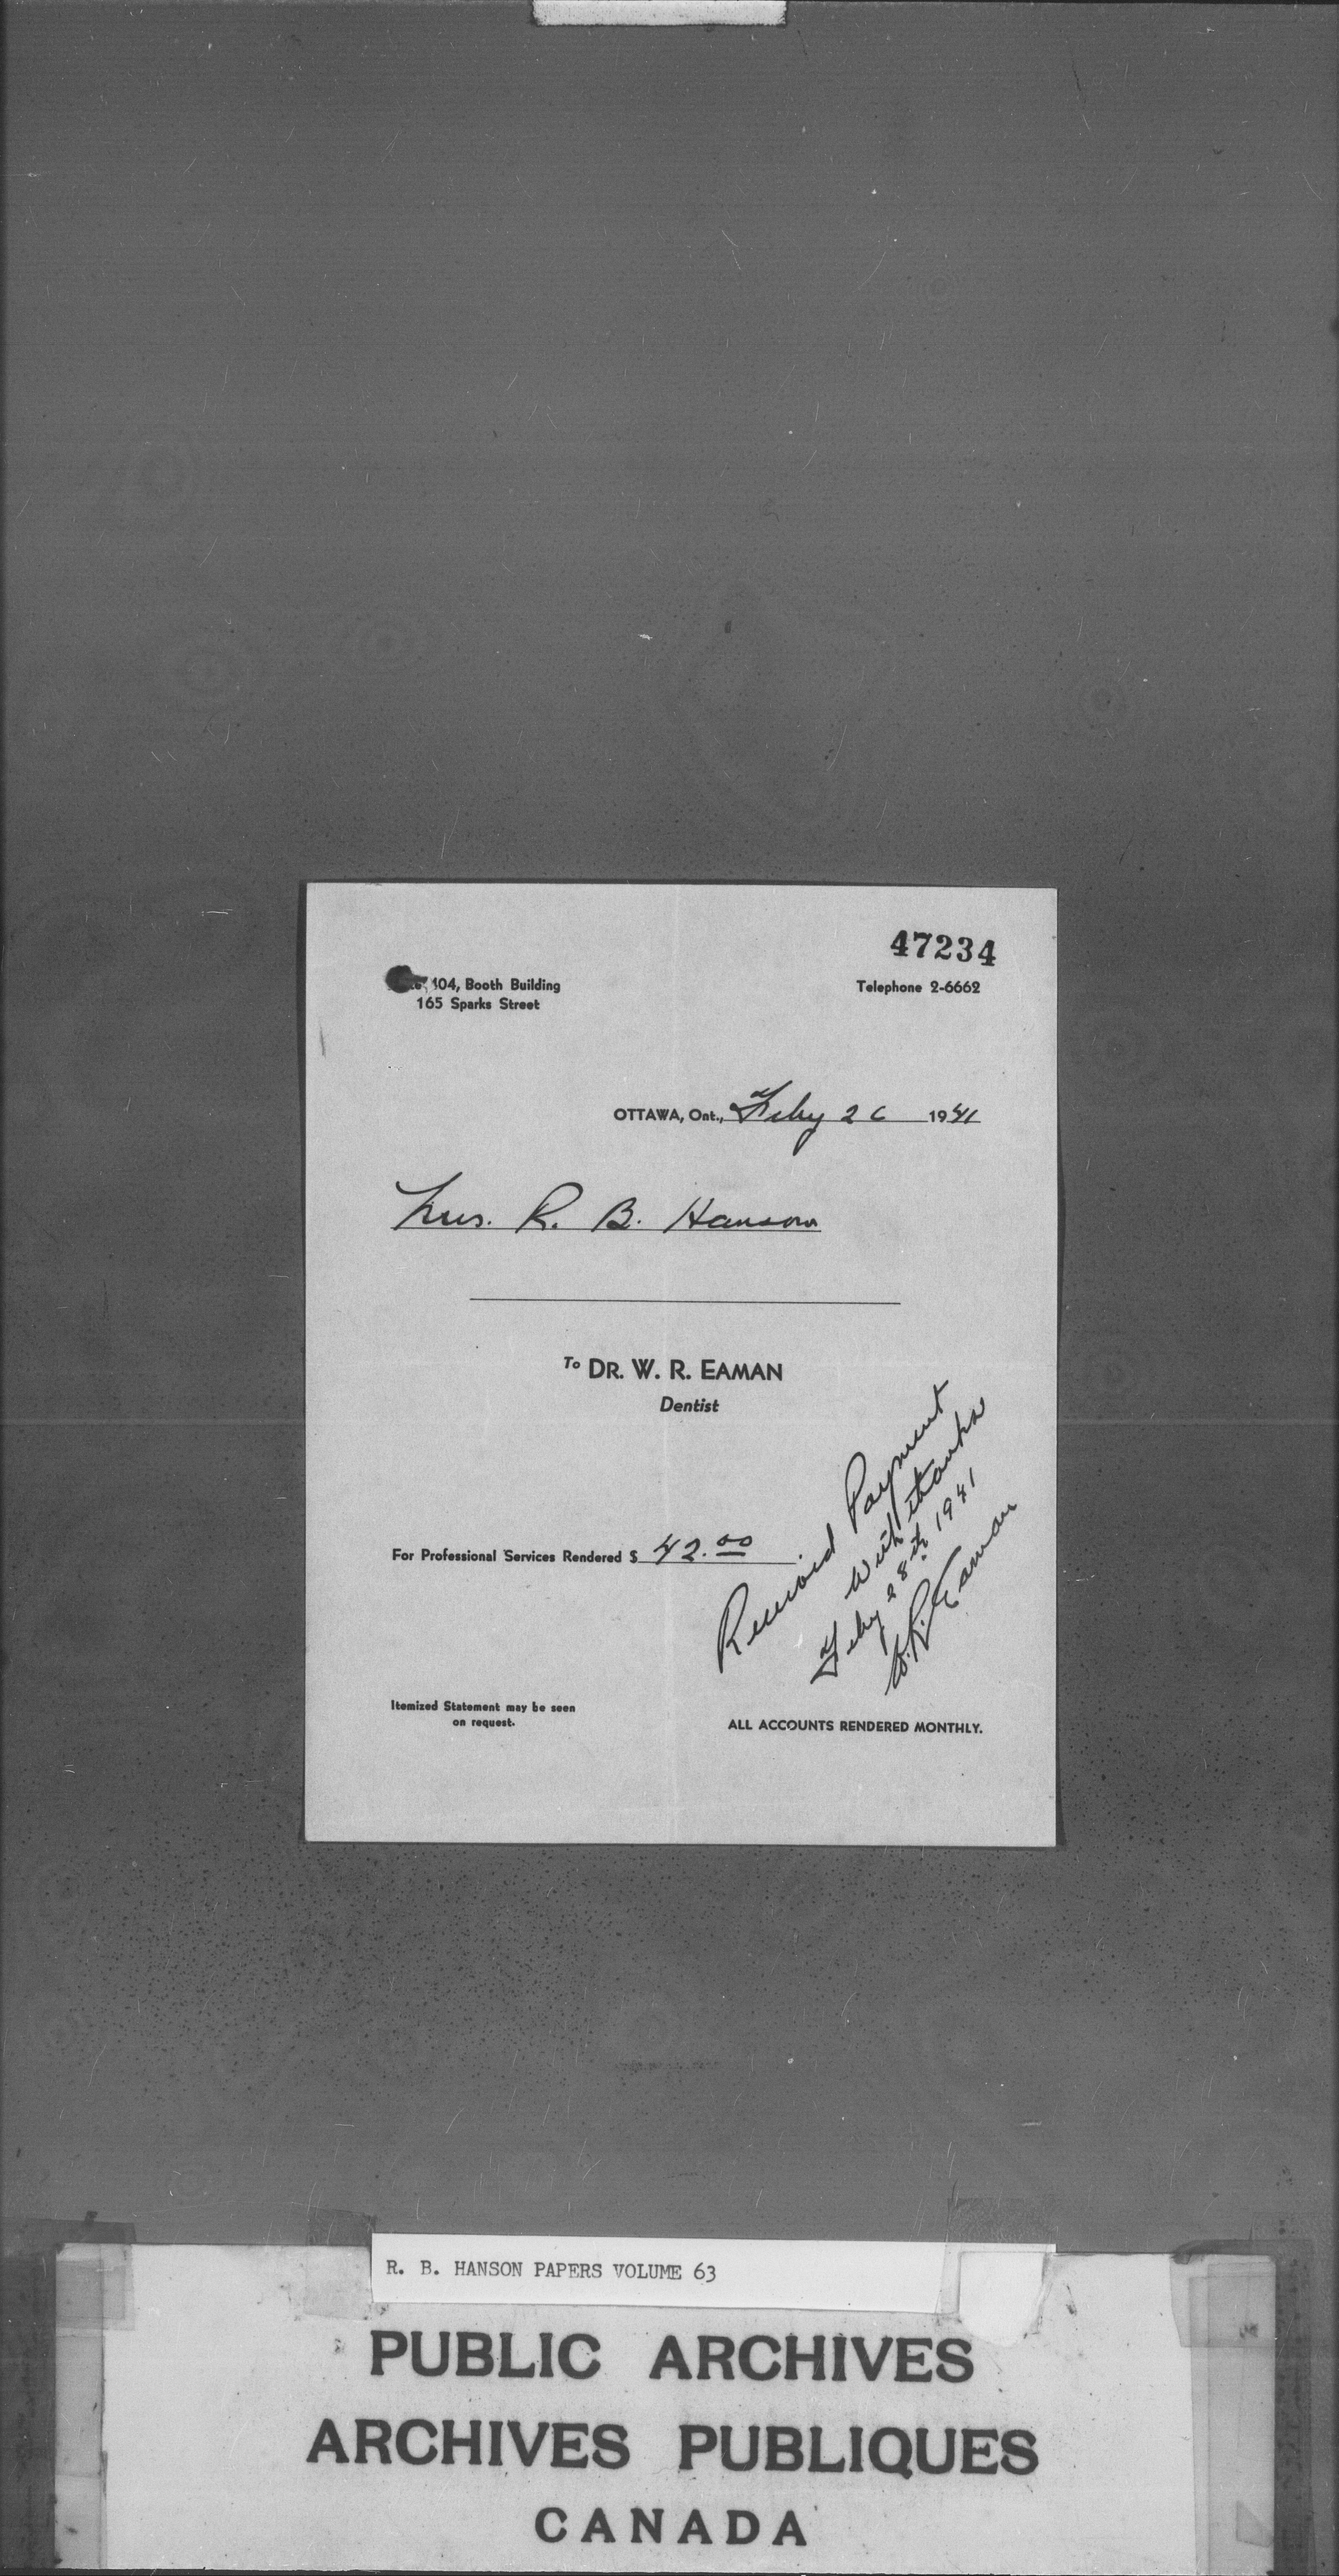 47234
104, Booth Building
165 Sparks Street
Telephone 2-6662
OTTAWA, Ont., Feby 26 1941
Mrs. R. B. Hanson
To DR. W. R. EAMAN
Dentist
For Professional Services Rendered $ 42.00
Received Payment
With thanks
Feby 28th 1941
W.R. Eaman
Itemized Statement may be seen
on request.
ALL ACCOUNTS RENDERED MONTHLY.
R. B. HANSON PAPERS VOLUME 63
PUBLIC ARCHIVES
ARCHIVES PUBLIQUES
CANADA